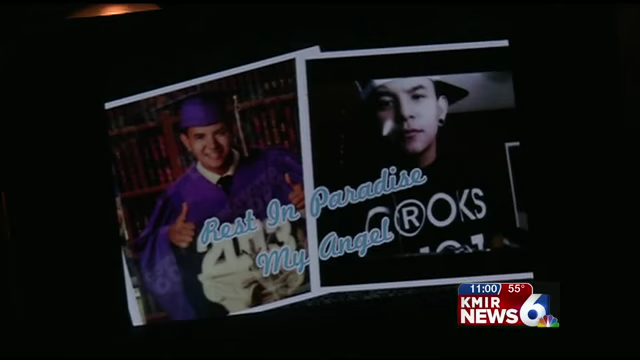 Rest In Paradise
My Angel
CROOKS
11:00 55°
KMIR
NEWS 6